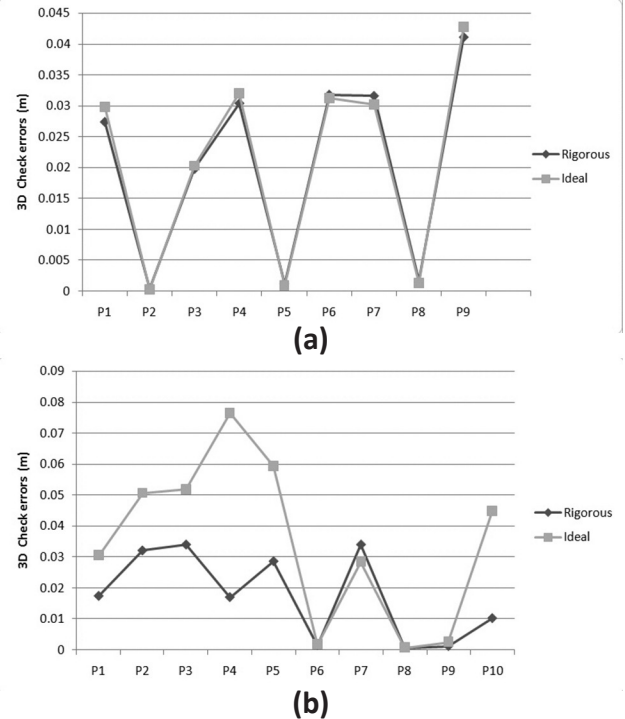 0.045
0.04
0.035
0.03
0.025
0.02
0.015
0.01
0.005
0
3D Check errors (m)
P1 P2 P3 P4 P5 P6 P7 P8 P9
Rigorous
Ideal
(a)
0.09
0.08
0.07
0.06
0.05
0.04
0.03
0.02
0.01
0
3D Check errors (m)
P1 P2 P3 P4 P5 P6 P7 P8 P9 P10
Rigorous
Ideal
(b)